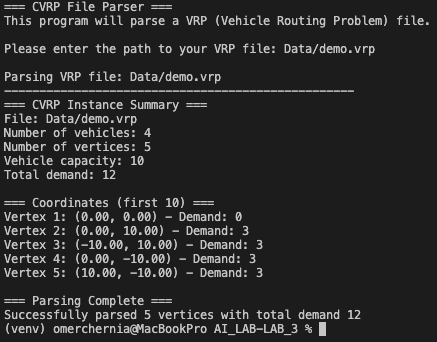 === CVRP File Parser ===
This program will parse a VRP (Vehicle Routing Problem) file.
Please enter the path to your VRP file: Data/demo.vrp
Parsing VRP file: Data/demo.vrp
--------------------------------------------------
=== CVRP Instance Summary ===
File: Data/demo.vrp
Number of vehicles: 4
Number of vertices: 5
Vehicle capacity: 10
Total demand: 12
=== Coordinates (first 10) ===
Vertex 1: (0.00, 0.00) - Demand: 0
Vertex 2: (0.00, 10.00) - Demand: 3
Vertex 3: (-10.00, 10.00) - Demand: 3
Vertex 4: (0.00, -10.00) - Demand: 3
Vertex 5: (10.00, -10.00) - Demand: 3
=== Parsing Complete ===
Successfully parsed 5 vertices with total demand 12
(venv) omerchernia@MacBookPro AI_LAB-LAB_3 %